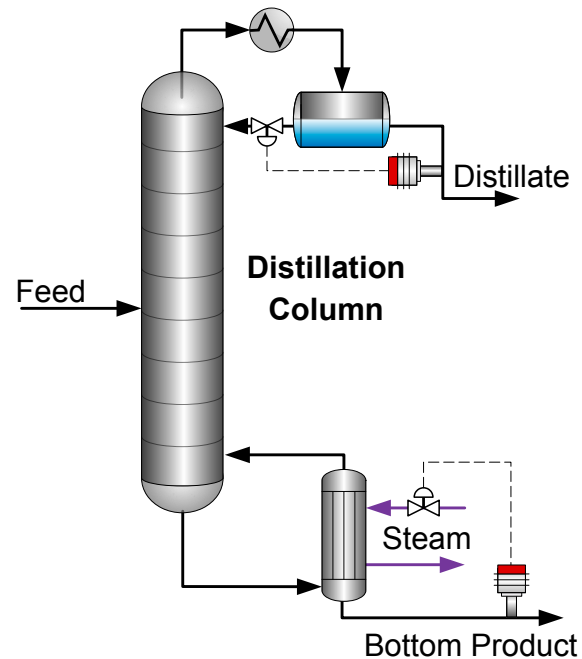 Distillate
Distillation
Column
Feed
Steam
Bottom Product